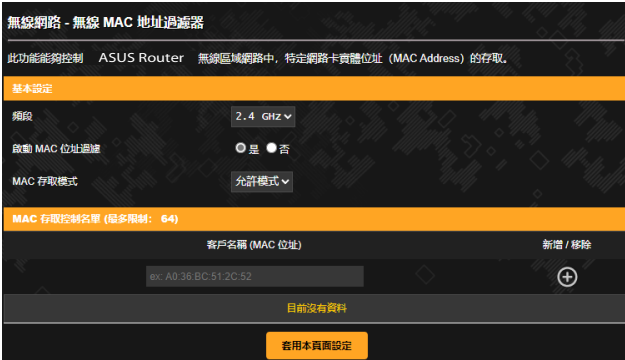 無線網路 - 無線 MAC 地址過濾器
此功能能夠控制 ASUS Router 無線區域網路中，特定網路卡實體位址（MAC Address）的存取。
基本設定
頻段 2.4 GHz
啟動 MAC 位址過濾 是 否
MAC 存取模式 允許模式
MAC 存取控制名單 (最多限制： 64)
客戶名稱 (MAC 位址) 新增 / 移除
ex: A0:36:BC:51:2C:52
目前沒有資料
套用本頁面設定